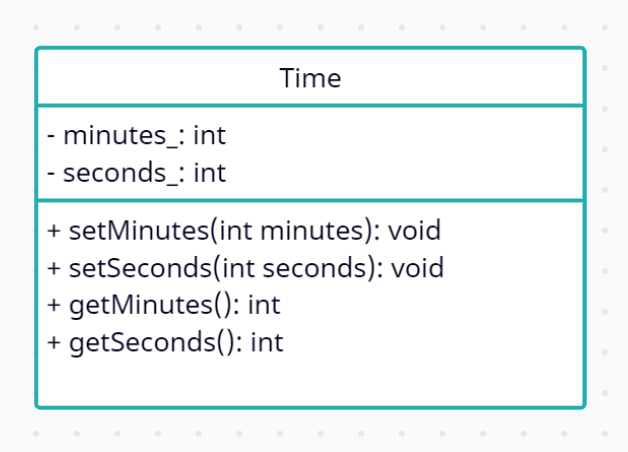 Time
- minutes_: int
- seconds_: int
+ setMinutes(int minutes): void
+ setSeconds(int seconds): void
+ getMinutes(): int
+ getSeconds(): int